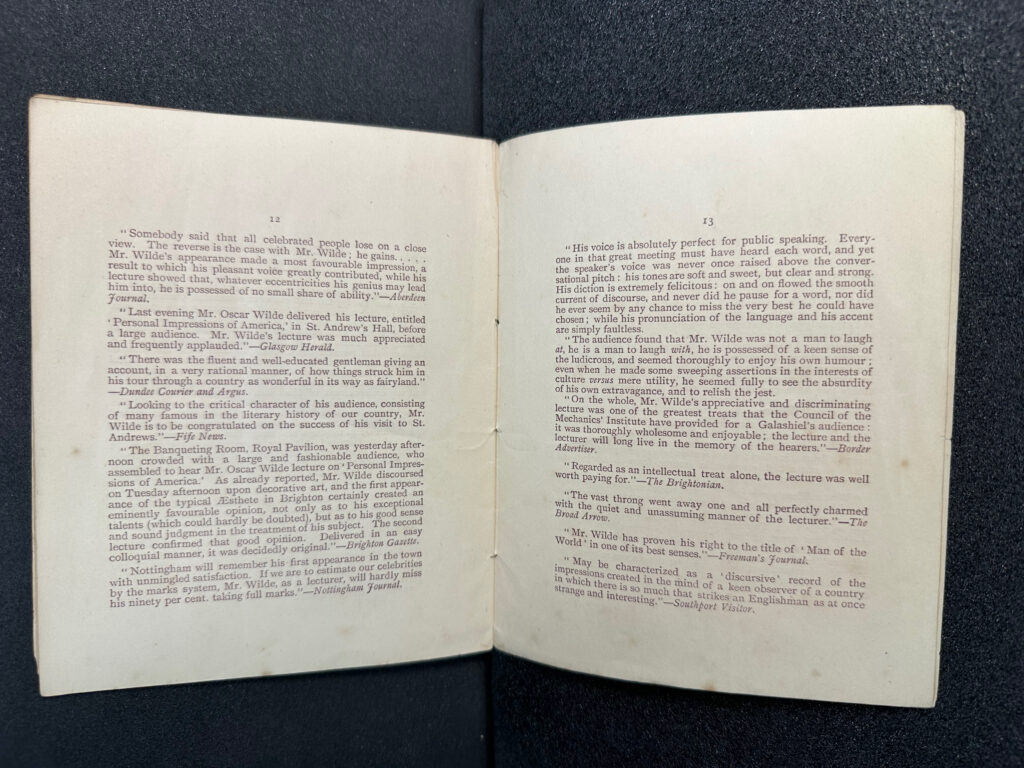 12
"Somebody said that all celebrated people lose on a close
view. The reverse is the case with Mr. Wilde; he gains. . . . .
Mr. Wilde's appearance made a most favourable impression, a
result to which his pleasant voice greatly contributed, while his
lecture showed that, whatever eccentricities his genius may lead
him into, he is possessed of no small share of ability."—Aberdeen
Journal.
"Last evening Mr. Oscar Wilde delivered his lecture, entitled
'Personal Impressions of America,' in St. Andrew's Hall, before
a large audience. Mr. Wilde's lecture was much appreciated
and frequently applauded."—Glasgow Herald.
"There was the fluent and well-educated gentleman giving an
account, in a very rational manner, of how things struck him in
his tour through a country as wonderful in its way as fairyland."
—Dundee Courier and Argus.
"Looking to the critical character of his audience, consisting
of many famous in the literary history of our country, Mr.
Wilde is to be congratulated on the success of his visit to St.
Andrews."—Fife News.
"The Banqueting Room, Royal Pavilion, was yesterday after-
noon crowded with a large and fashionable audience, who
assembled to hear Mr. Oscar Wilde lecture on 'Personal Impres-
sions of America.' As already reported, Mr. Wilde discoursed
on Tuesday afternoon upon decorative art, and the first appear-
ance of the typical Æsthete in Brighton certainly created an
eminently favourable opinion, not only as to his exceptional
talents (which could hardly be doubted), but as to his good sense
and sound judgment in the treatment of his subject. The second
lecture confirmed that good opinion. Delivered in an easy
colloquial manner, it was decidedly original."—Brighton Gazette.
"Nottingham will remember his first appearance in the town
with unmingled satisfaction. If we are to estimate our celebrities
by the marks system, Mr. Wilde, as a lecturer, will hardly miss
his ninety per cent. taking full marks."—Nottingham Journal.
13
"His voice is absolutely perfect for public speaking. Every-
one in that great meeting must have heard each word, and yet
the speaker's voice was never once raised above the conver-
sational pitch: his tones are soft and sweet, but clear and strong.
His diction is extremely felicitous: on and on flowed the smooth
current of discourse, and never did he pause for a word, nor did
he ever seem by any chance to miss the very best he could have
chosen; while his pronunciation of the language and his accent
are simply faultless.
"The audience found that Mr. Wilde was not a man to laugh
at, he is a man to laugh with, he is possessed of a keen sense of
the ludicrous, and seemed thoroughly to enjoy his own humour;
even when he made some sweeping assertions in the interests of
culture versus mere utility, he seemed fully to see the absurdity
of his own extravagance, and to relish the jest.
"On the whole, Mr. Wilde's appreciative and discriminating
lecture was one of the greatest treats that the Council of the
Mechanics' Institute have provided for a Galashiel's audience:
it was thoroughly wholesome and enjoyable; the lecture and the
lecturer will long live in the memory of the hearers."—Border
Advertiser.
"Regarded as an intellectual treat alone, the lecture was well
worth paying for."—The Brightonian.
"The vast throng went away one and all perfectly charmed
with the quiet and unassuming manner of the lecturer."—The
Broad Arrow.
"Mr. Wilde has proven his right to the title of 'Man of the
World' in one of its best senses."—Freeman's Journal.
"May be characterized as a 'discursive' record of the
impressions created in the mind of a keen observer of a country
in which there is so much that strikes an Englishman as at once
strange and interesting."—Southport Visitor.